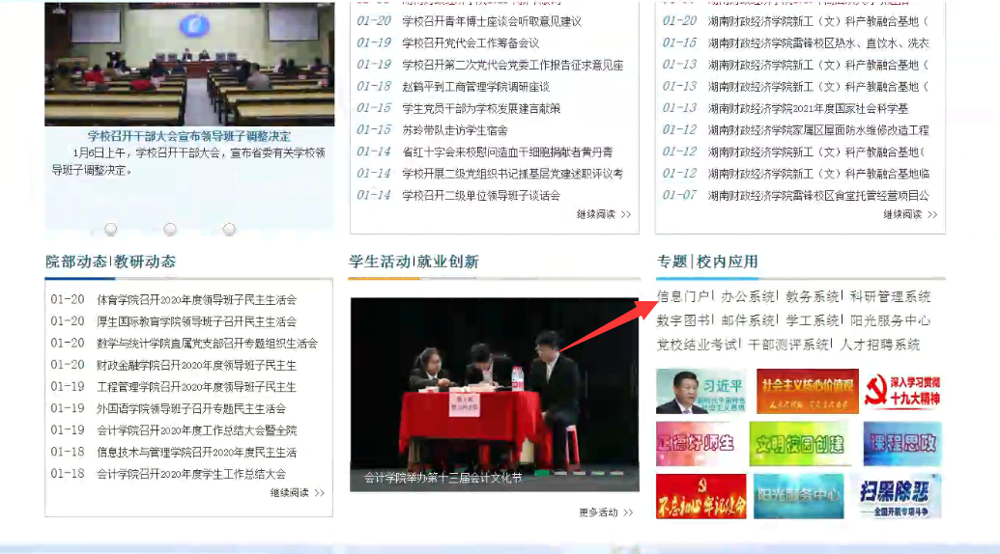 学校召开干部大会宣布领导班子调整决定
1月6日上午，学校召开干部大会，宣布省委有关学校领
导班子调整决定。
01-20 学校召开青年博士座谈会听取意见建议
01-19 学校召开党代会工作筹备会议
01-19 学校召开第二次党代会党委工作报告征求意见座
01-18 赵鹤平到工商管理学院调研座谈
01-15 学生党员干部为学校发展建言献策
01-15 苏玲带队走访学生宿舍
01-14 省红十字会来校慰问造血干细胞捐献者黄丹青
01-14 学校开展二级党组织书记抓基层党建述职评议考
01-14 学校召开二级单位领导班子谈话会
继续阅读 >>
01-20 湖南财政经济学院新工（文）科产教融合基地（
01-15 湖南财政经济学院雷锋校区热水、直饮水、洗衣
01-13 湖南财政经济学院新工（文）科产教融合基地（
01-13 湖南财政经济学院新工（文）科产教融合基地（
01-13 湖南财政经济学院2021年度国家社会科学基
01-12 湖南财政经济学院家属区屋面防水维修改造工程
01-12 湖南财政经济学院新工（文）科产教融合基地(
01-12 湖南财政经济学院新工（文）科产教融合基地临
01-07 湖南财政经济学院雷锋校区食堂托管经营项目公
继续阅读 >>
院部动态|教研动态
01-20 体育学院召开2020年度领导班子民主生活会
01-20 厚生国际教育学院领导班子召开民主生活会
01-20 数学与统计学院直属党支部召开专题组织生活会
01-20 财政金融学院召开2020年度领导班子民主生
01-19 工程管理学院召开2020年度领导班子民主生
01-19 外国语学院领导班子召开专题民主生活会
01-19 会计学院召开2020年度工作总结大会暨全院
01-18 信息技术与管理学院召开2020年度民主生活
01-18 会计学院召开2020年度学生工作总结大会
继续阅读 >>
学生活动|就业创新
会计学院举办第十三届会计文化节
更多活动 >>
专题|校内应用
信息门户| 办公系统| 教务系统| 科研管理系统
数字图书| 邮件系统| 学工系统| 阳光服务中心
党校结业考试| 干部测评系统| 人才招聘系统
习近平
新时代中国特色
社会主义思想
社会主义核心价值观
深入学习贯彻
十九大精神
正德好师生
文明校园创建
课程思政
不忘初心 牢记使命
阳光服务中心
扫黑除恶
全国开展专项斗争